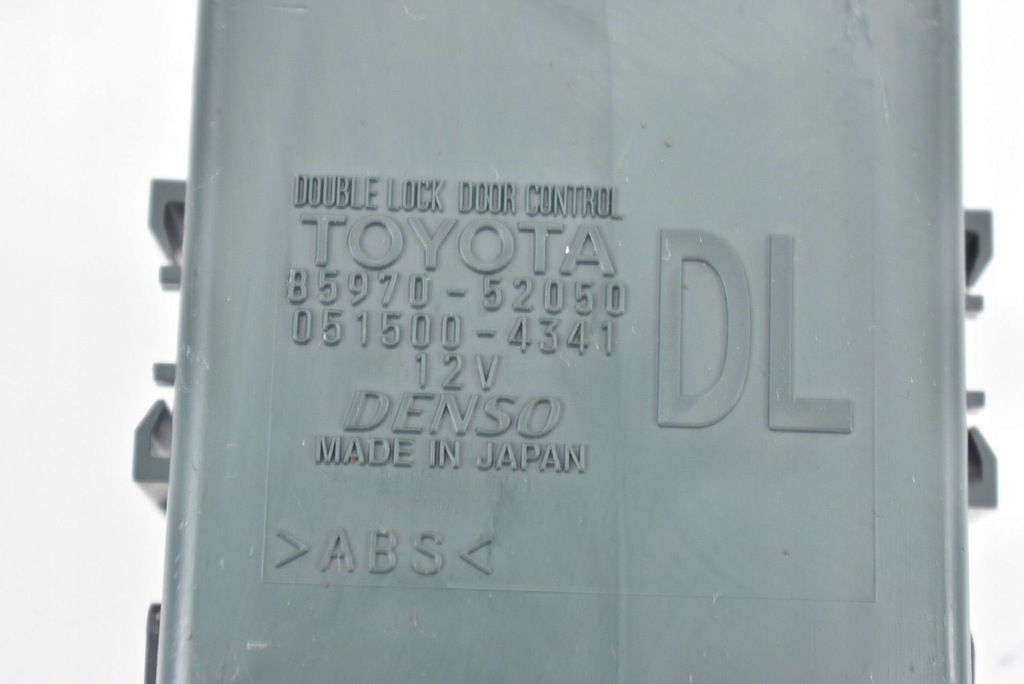 DOUBLE LOCK DOOR CONTROL
TOYOTA
85970-52050
051500-4341
12V
DENSO
MADE IN JAPAN
DL
>ABS<